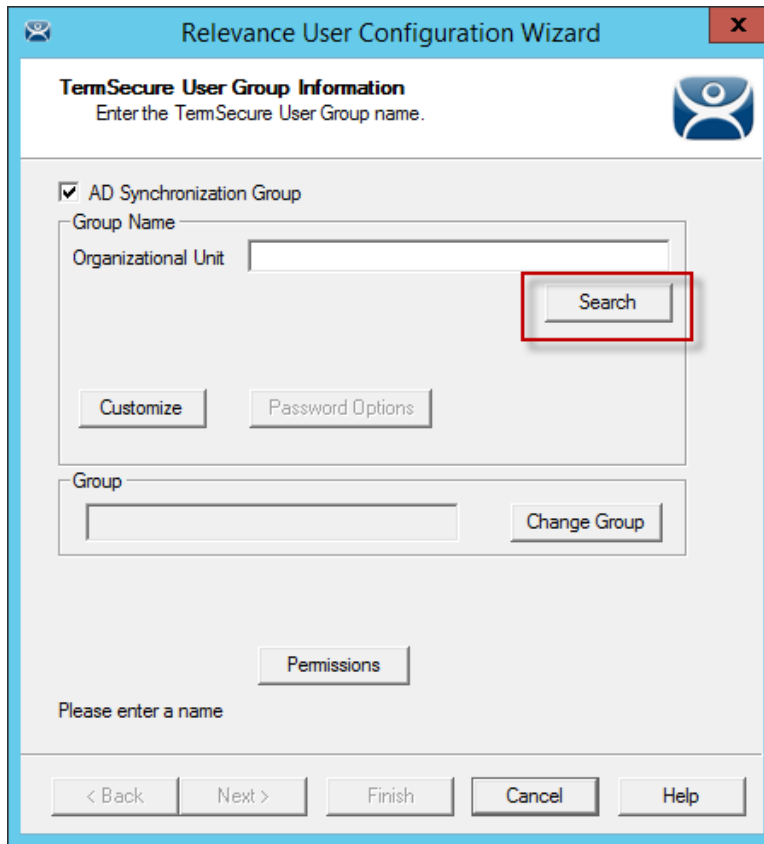 Relevance User Configuration Wizard
x
TermSecure User Group Information
Enter the TermSecure User Group name.
AD Synchronization Group
Group Name
Organizational Unit
Search
Customize
Password Options
Group
Change Group
Permissions
Please enter a name
< Back
Next >
Finish
Cancel
Help